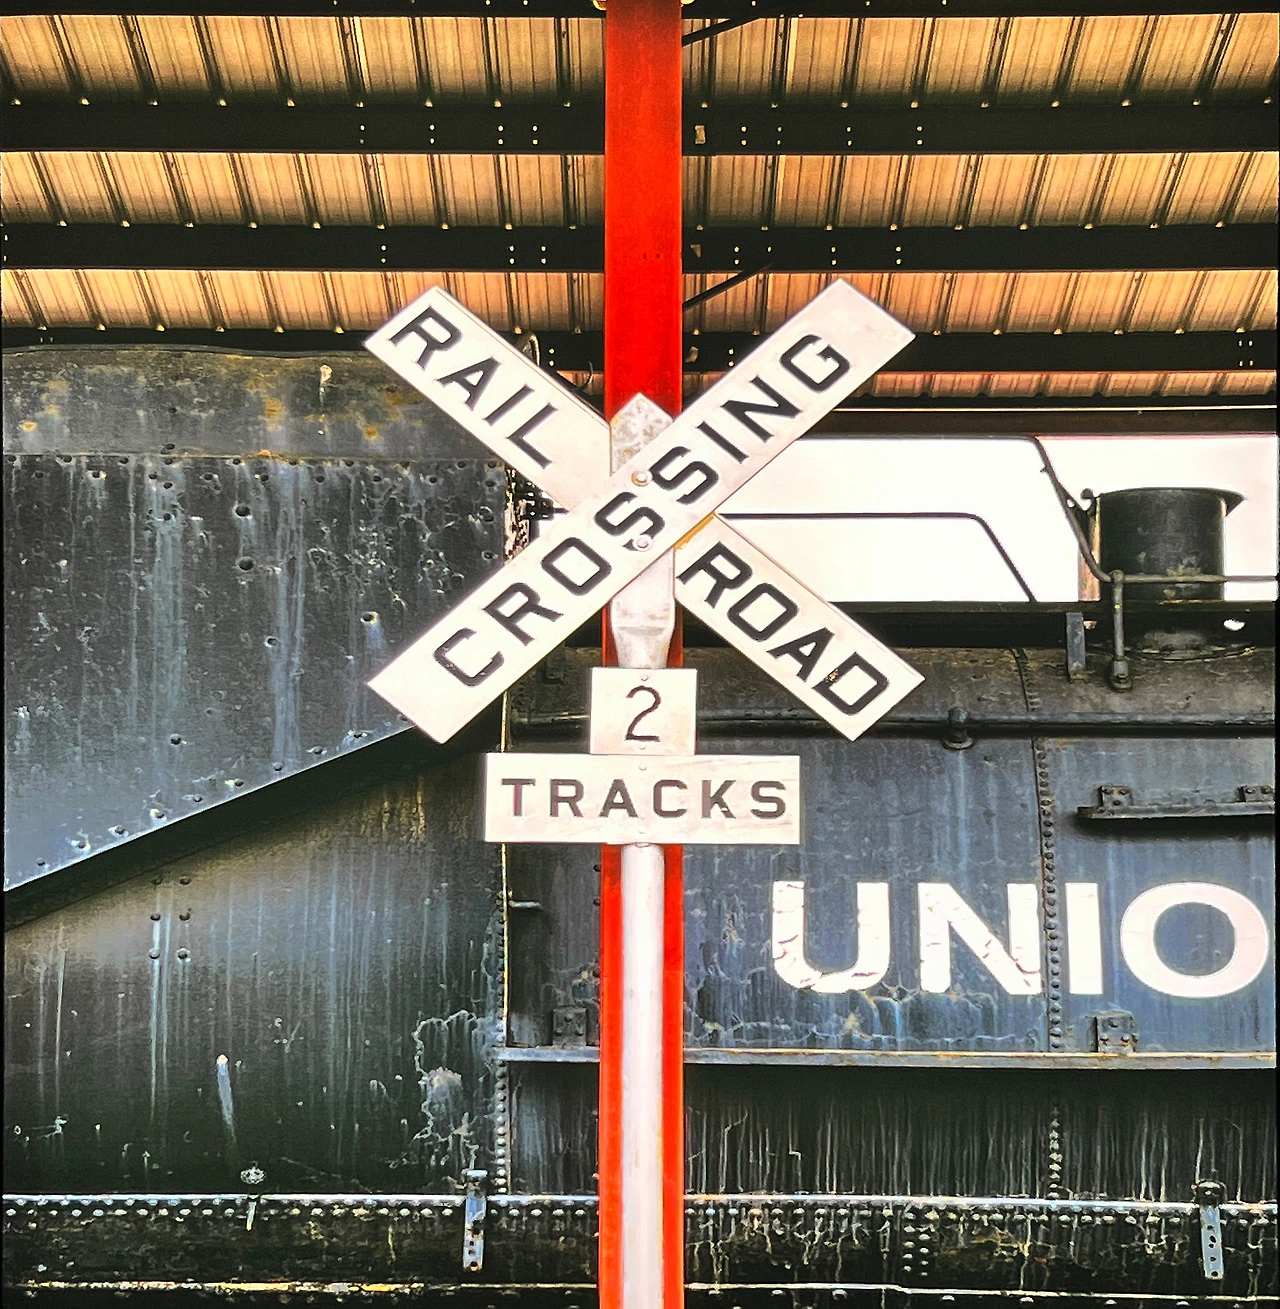 RAIL ROAD
CROSSING
2
TRACKS
UNIO